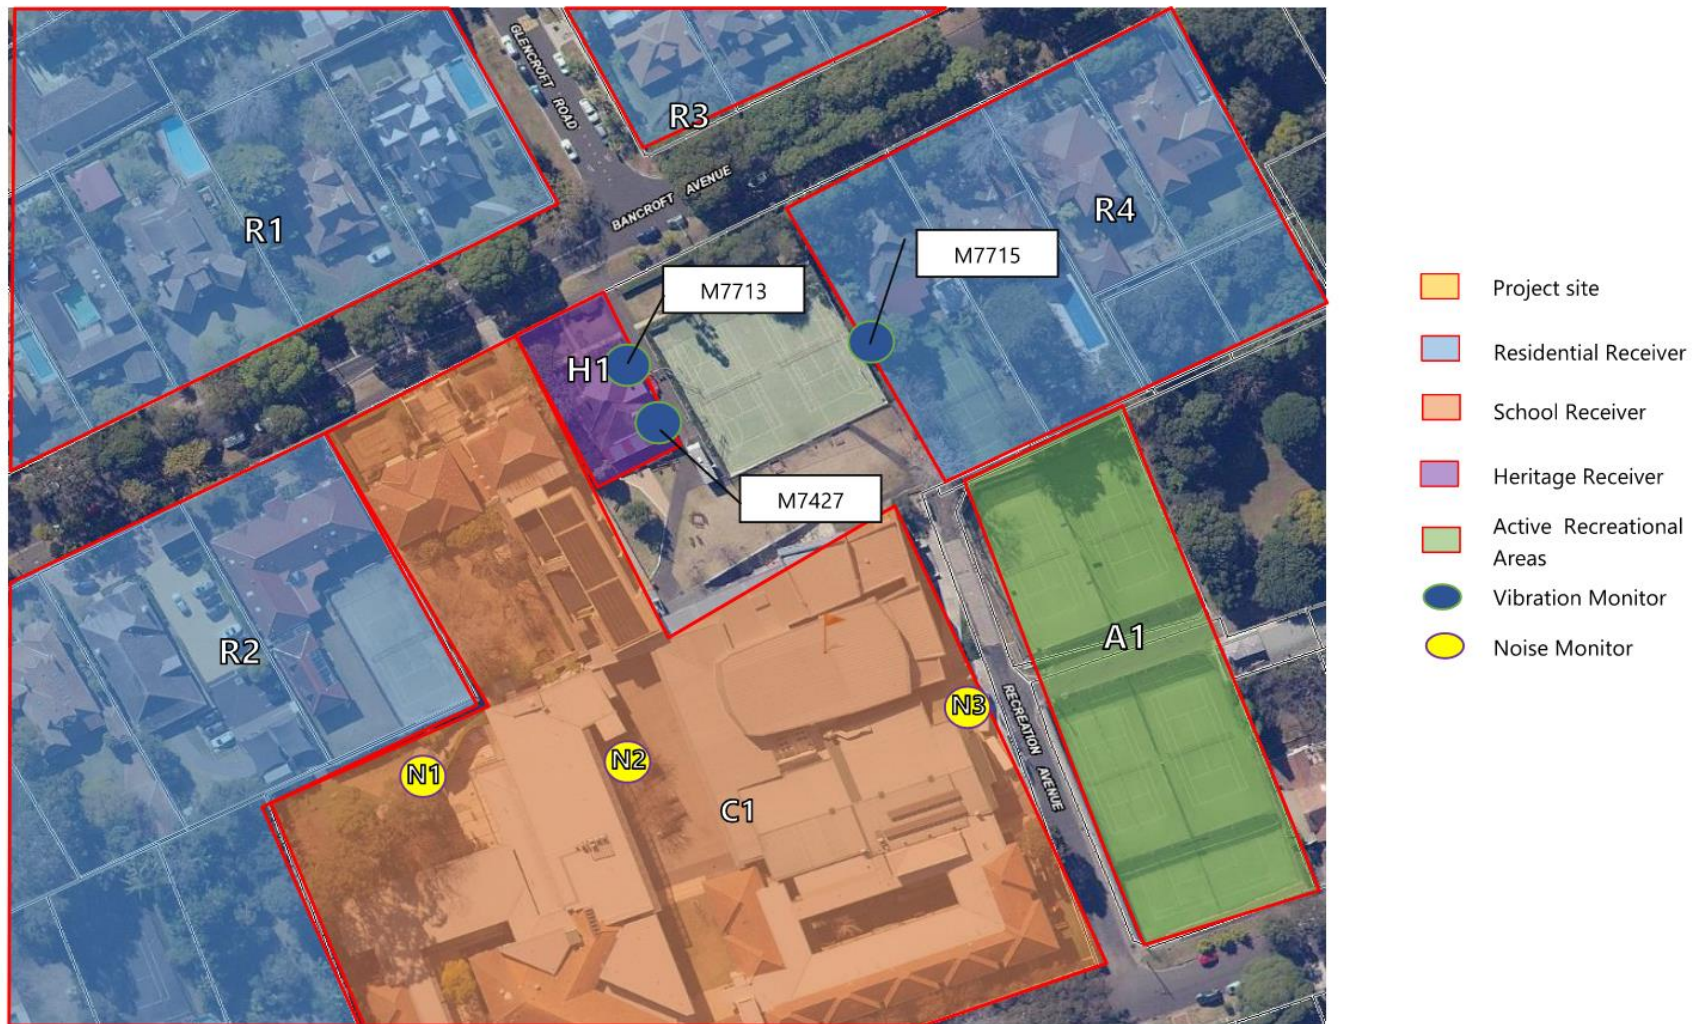 GLENCROFT ROAD
R3
BANCROFT AVENUE
R1
R4
M7715
M7713
H1
M7427
R2
A1
N3
RECREATION AVENUE
N1
N2
C1
Project site
Residential Receiver
School Receiver
Heritage Receiver
Active Recreational
Areas
Vibration Monitor
Noise Monitor